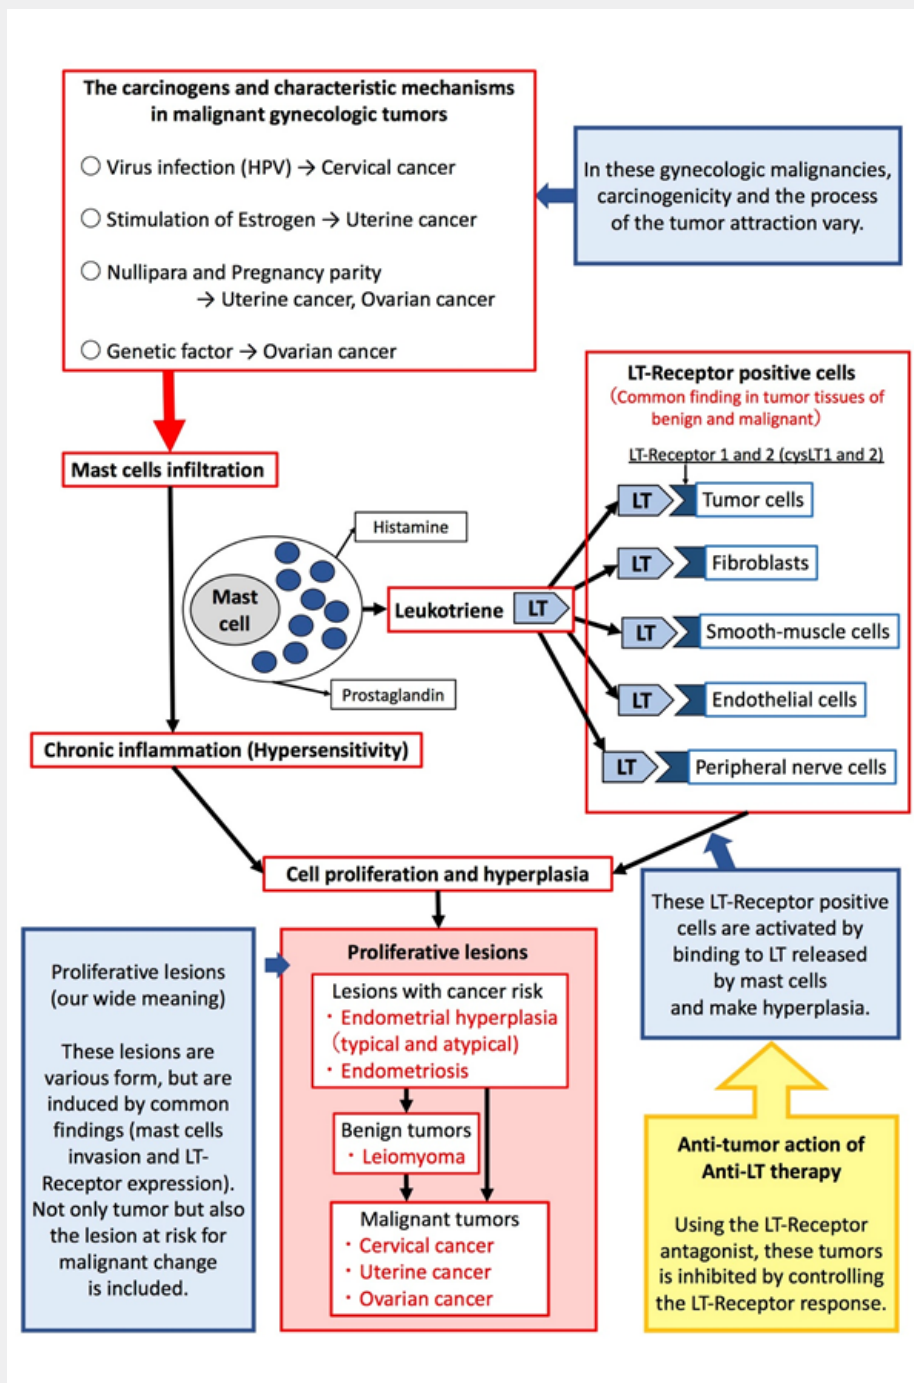 The carcinogens and characteristic mechanisms
in malignant gynecologic tumors
○ Virus infection (HPV) → Cervical cancer
○ Stimulation of Estrogen → Uterine cancer
○ Nullipara and Pregnancy parity
→ Uterine cancer, Ovarian cancer
○ Genetic factor → Ovarian cancer
In these gynecologic malignancies,
carcinogenicity and the process
of the tumor attraction vary.
Mast cells infiltration
LT-Receptor positive cells
(Common finding in tumor tissues of
benign and malignant)
LT-Receptor 1 and 2 (cysLT1 and 2)
LT Tumor cells
LT Fibroblasts
LT Smooth-muscle cells
LT Endothelial cells
LT Peripheral nerve cells
Histamine
Mast
cell
Leukotriene LT
Prostaglandin
Chronic inflammation (Hypersensitivity)
Cell proliferation and hyperplasia
These LT-Receptor positive
cells are activated by
binding to LT released
by mast cells
and make hyperplasia.
Proliferative lesions
(our wide meaning)
These lesions are
various form, but are
induced by common
findings (mast cells
invasion and LT-
Receptor expression).
Not only tumor but also
the lesion at risk for
malignant change
is included.
Proliferative lesions
Lesions with cancer risk
・Endometrial hyperplasia
(typical and atypical)
・Endometriosis
Benign tumors
・Leiomyoma
Malignant tumors
・Cervical cancer
・Uterine cancer
・Ovarian cancer
Anti-tumor action of
Anti-LT therapy
Using the LT-Receptor
antagonist, these tumors
is inhibited by controlling
the LT-Receptor response.